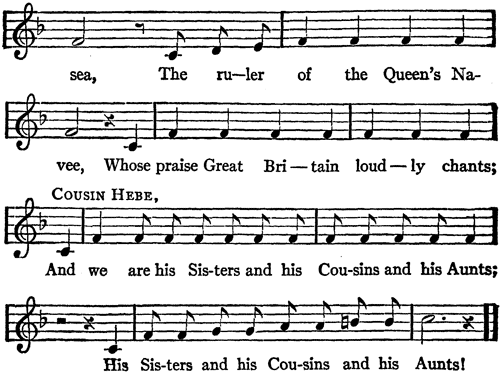 sea, The ru—ler of the Queen's Na-
vee, Whose praise Great Bri—tain loud—ly chants;
COUSIN HEBE,
And we are his Sis-ters and his Cou-sins and his Aunts;
His Sis-ters and his Cou-sins and his Aunts!